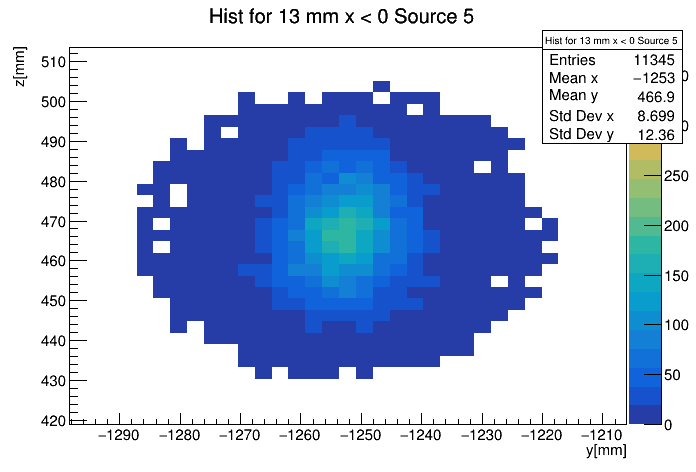 Hist for 13 mm x < 0 Source 5
z[mm]
Hist for 13 mm x < 0 Source 5
Entries 11345
Mean x −1253
Mean y 466.9
Std Dev x 8.699
Std Dev y 12.36
510
500
490
480
470
460
450
440
430
420
−1290 −1280 −1270 −1260 −1250 −1240 −1230 −1220 −1210
y[mm]
250
200
150
100
50
0